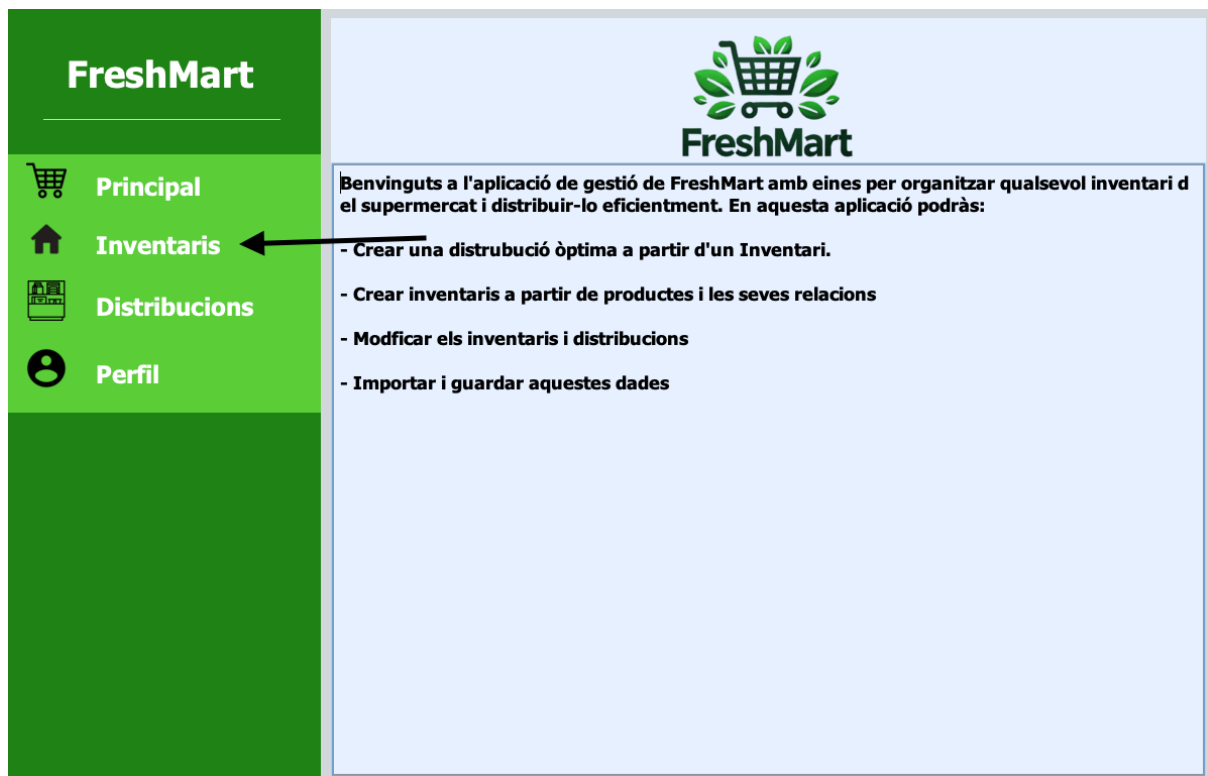 FreshMart
Principal
Inventaris
Distribucions
Perfil
FreshMart
Benvinguts a l'aplicació de gestió de FreshMart amb eines per organitzar qualsevol inventari d
el supermercat i distribuir-lo eficientment. En aquesta aplicació podràs:
- Crear una distrubució òptima a partir d'un Inventari.
- Crear inventaris a partir de productes i les seves relacions
- Modficar els inventaris i distribucions
- Importar i guardar aquestes dades